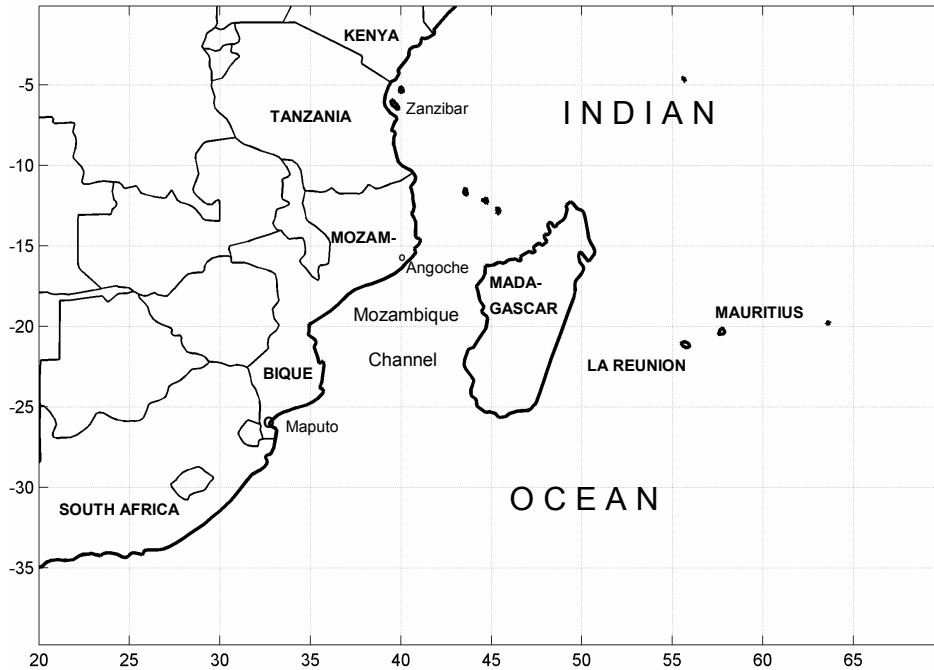 KENYA
-5
Zanzibar
INDIAN
TANZANIA
-10
MOZAM-
-15
Angoche
MADA-
GASCAR
Mozambique
MAURITIUS
-20
Channel
LA REUNION
BIQUE
-25
Maputo
-30
OCEAN
SOUTH AFRICA
-35
20 25 30 35 40 45 50 55 60 65